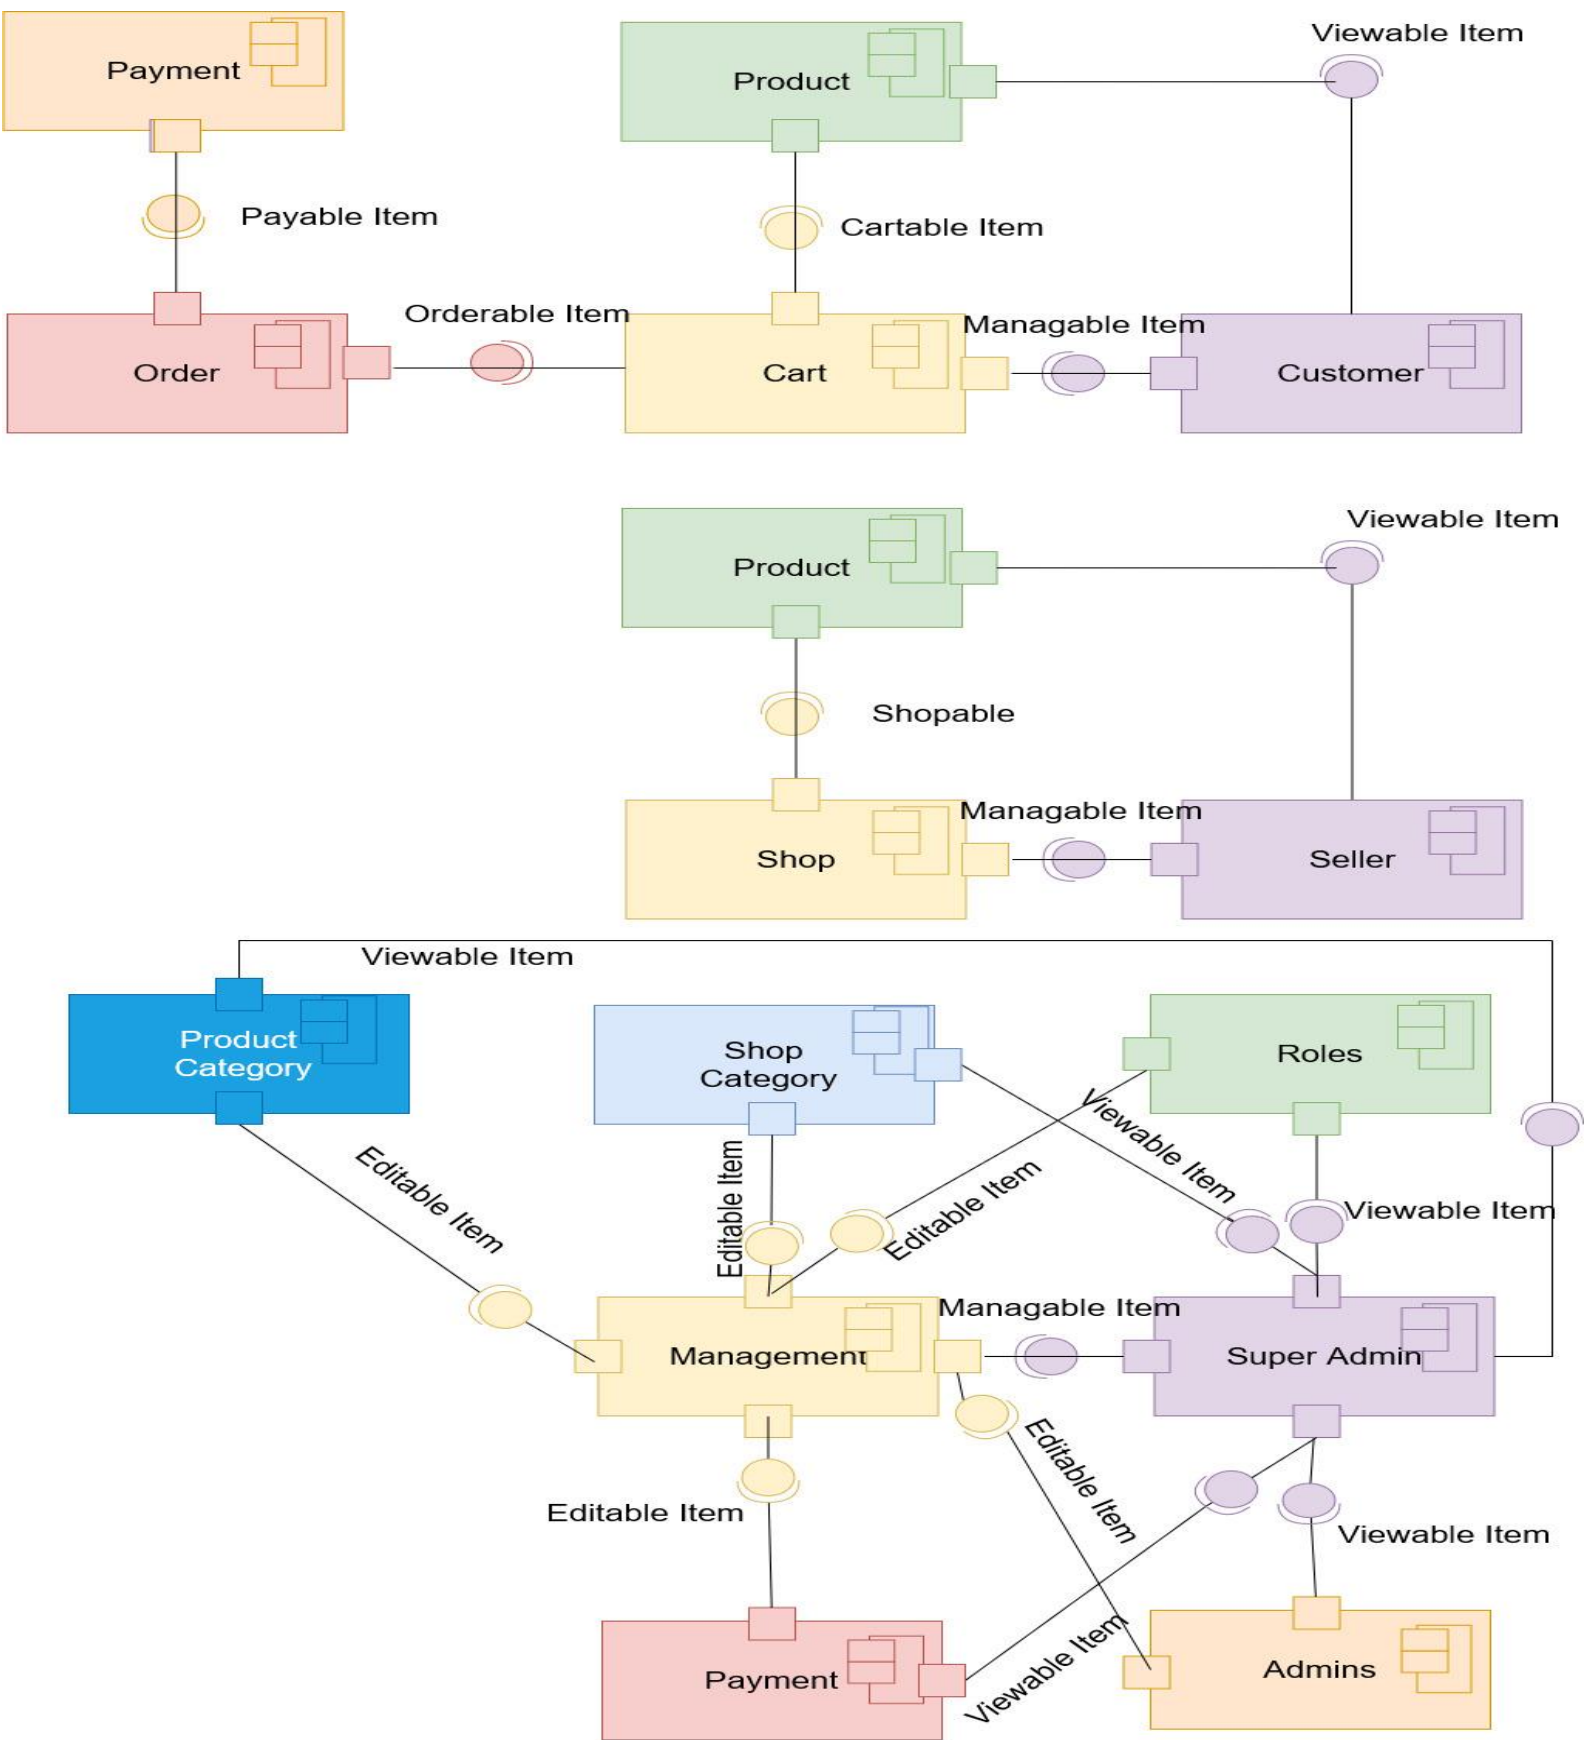 Viewable Item
Payment
Product
Payable Item
Cartable Item
Orderable Item
Managable Item
Order
Cart
Customer
Viewable Item
Product
Shopable
Managable Item
Shop
Seller
Viewable Item
Product
Category
Shop
Category
Roles
Viewable Item
Editable Item
Editable Item
Editable Item
Viewable Item
Managable Item
Management
Super Admin
Editable Item
Editable Item
Viewable Item
Viewable Item
Payment
Admins